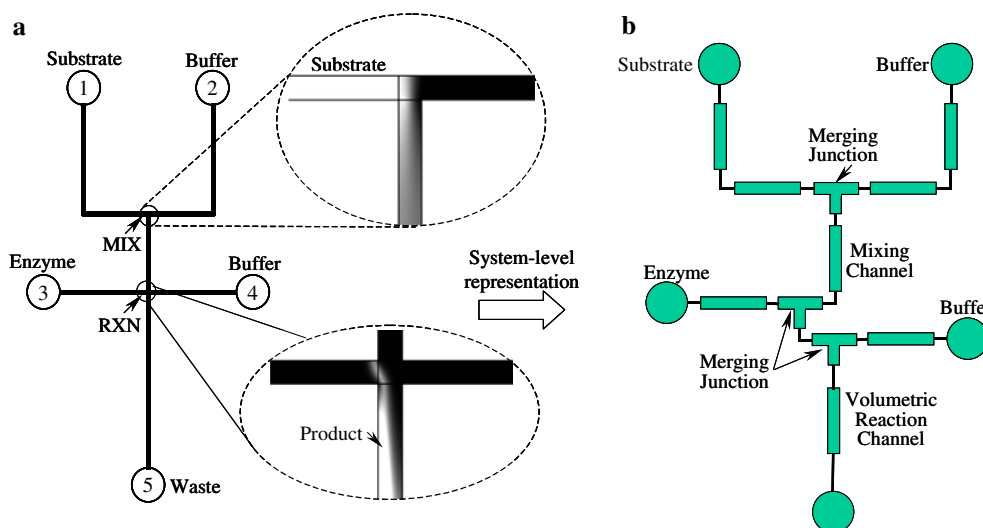 a
Substrate
Buffer
1
2
Substrate
MIX
Enzyme
Buffer
3
4
RXN
System-level
representation
Product
5
Waste
b
Substrate
Buffer
Merging
Junction
Mixing
Channel
Enzyme
Buffe
Merging
Junction
Volumetric
Reaction
Channel